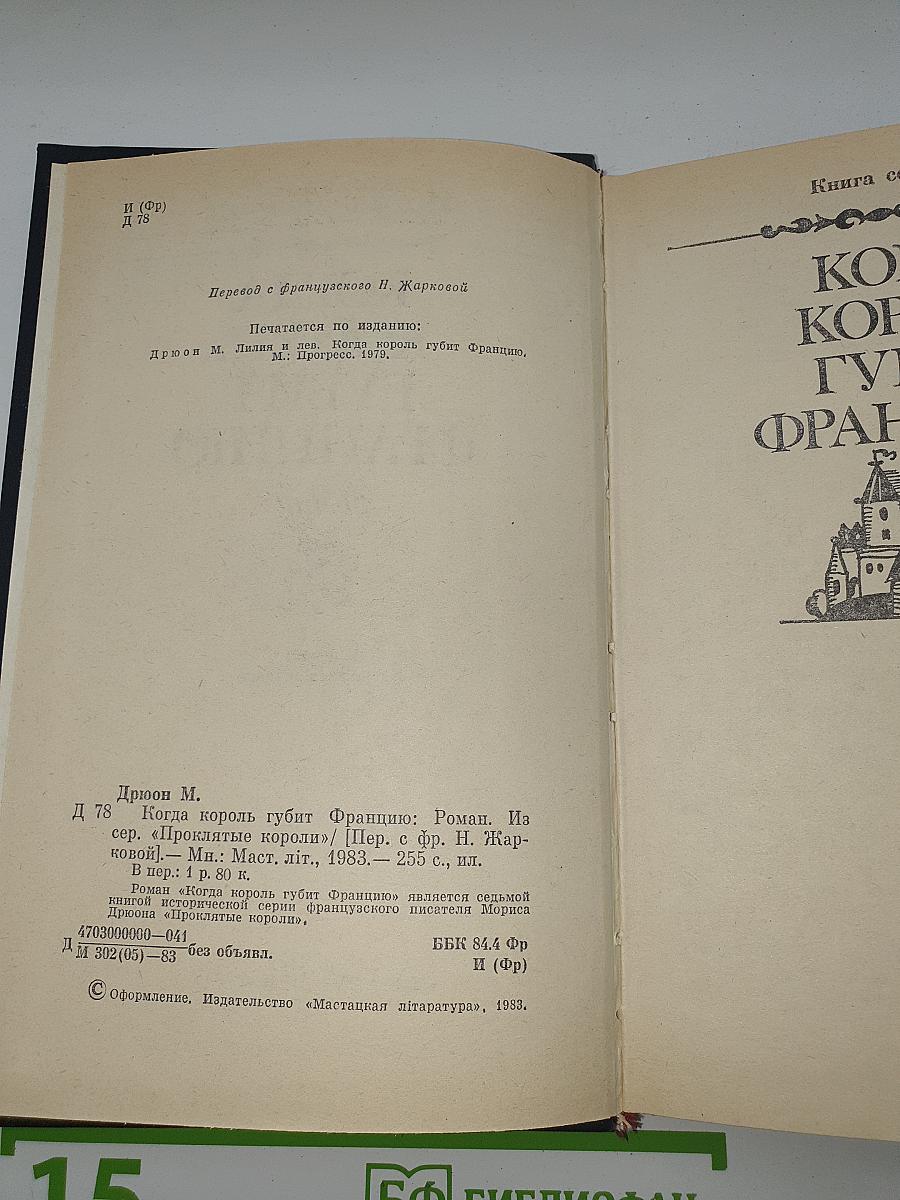 И (Фр)
Д 78
Перевод с французского Н. Жарковой
Печатается по изданию:
Дрюон М. Лилия и лев. Когда король губит Францию.
М.: Прогресс. 1979.
Дрюон М.
Д 78 Когда король губит Францию: Роман. Из
сер. «Проклятые короли»/ [Пер. с фр. Н. Жар-
ковой].— Мн.: Маст. літ., 1983.— 255 с., ил.
В пер.: 1 р. 80 к.
Роман «Когда король губит Францию» является седьмой
книгой исторической серии французского писателя Мориса
Дрюона «Проклятые короли».
4703000000—041
Д М 302(05)—83 без объявл.
ББК 84.4 Фр
И (Фр)
© Оформление. Издательство «Мастацкая літаратура», 1983.
Книга
КО
КОР
ГУ
ФРАН
15
БФ БИБЛИОФАН